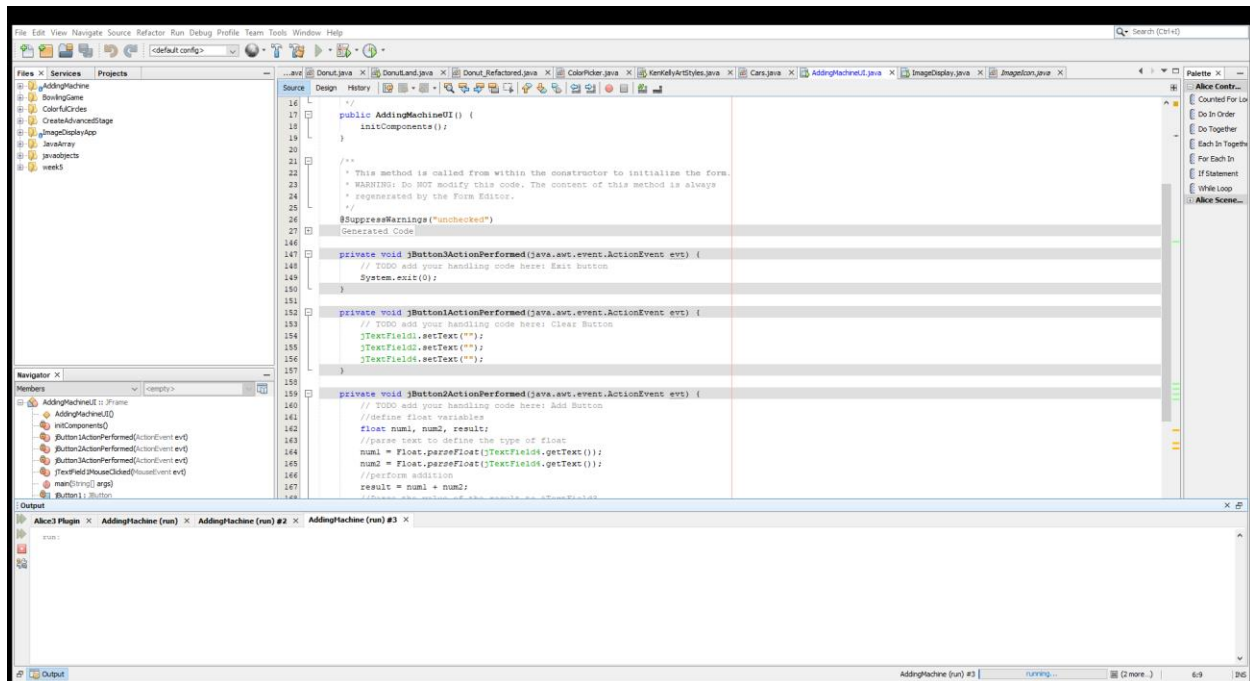 File Edit View Navigate Source Refactor Run Debug Profile Team Tools Window Help
Search (Ctrl+I)
<default config>
Files Services Projects
AddingMachine
BowlingGame
ColorfulCircles
CreateAdvancedStage
ImageDisplayApp
JavaArray
javaobjects
week5
Navigator
Members <empty>
AddingMachineUI :: JFrame
AddingMachineUI()
initComponents()
jButton1ActionPerformed(ActionEvent evt)
jButton2ActionPerformed(ActionEvent evt)
jButton3ActionPerformed(ActionEvent evt)
jTextField1MouseClicked(MouseEvent evt)
main(String[] args)
jButton1 : JButton
...ava Donut.java DonutLand.java Donut_Refactored.java ColorPicker.java KenKellyArtStyles.java Cars.java AddingMachineUI.java ImageDisplay.java ImageIcon.java
Source Design History
16 */
17 public AddingMachineUI() {
18 initComponents();
19 }
20
21 /**
22 * This method is called from within the constructor to initialize the form.
23 * WARNING: Do NOT modify this code. The content of this method is always
24 * regenerated by the Form Editor.
25 */
26 @SuppressWarnings("unchecked")
27 Generated Code
146
147 private void jButton3ActionPerformed(java.awt.event.ActionEvent evt) {
148 // TODO add your handling code here: Exit button
149 System.exit(0);
150 }
151
152 private void jButton1ActionPerformed(java.awt.event.ActionEvent evt) {
153 // TODO add your handling code here: Clear Button
154 jTextField1.setText("");
155 jTextField2.setText("");
156 jTextField4.setText("");
157 }
158
159 private void jButton2ActionPerformed(java.awt.event.ActionEvent evt) {
160 // TODO add your handling code here: Add Button
161 //define float variables
162 float num1, num2, result;
163 //parse text to define the type of float
164 num1 = Float.parseFloat(jTextField4.getText());
165 num2 = Float.parseFloat(jTextField4.getText());
166 //perform addition
167 result = num1 + num2;
Palette
Alice Contr...
Counted For Lo
Do In Order
Do Together
Each In Togethe
For Each In
If Statement
While Loop
Alice Scene...
Output
Alice3 Plugin AddingMachine (run) AddingMachine (run) #2 AddingMachine (run) #3
run:
Output
AddingMachine (run) #3 running... (2 more...) 6:9 INS